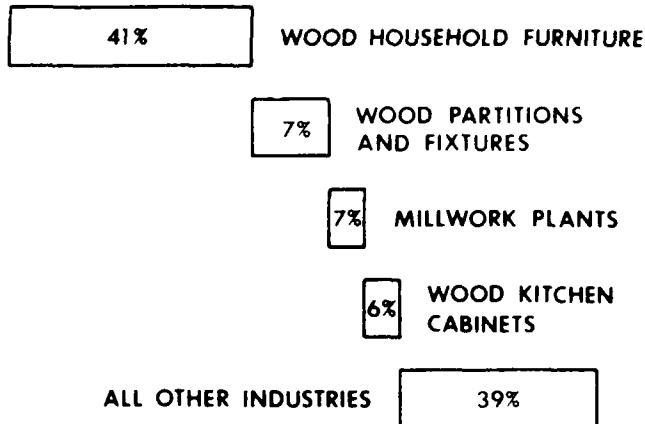 41%
WOOD HOUSEHOLD FURNITURE
7%
WOOD PARTITIONS
AND FIXTURES
7%
MILLWORK PLANTS
6%
WOOD KITCHEN
CABINETS
ALL OTHER INDUSTRIES
39%